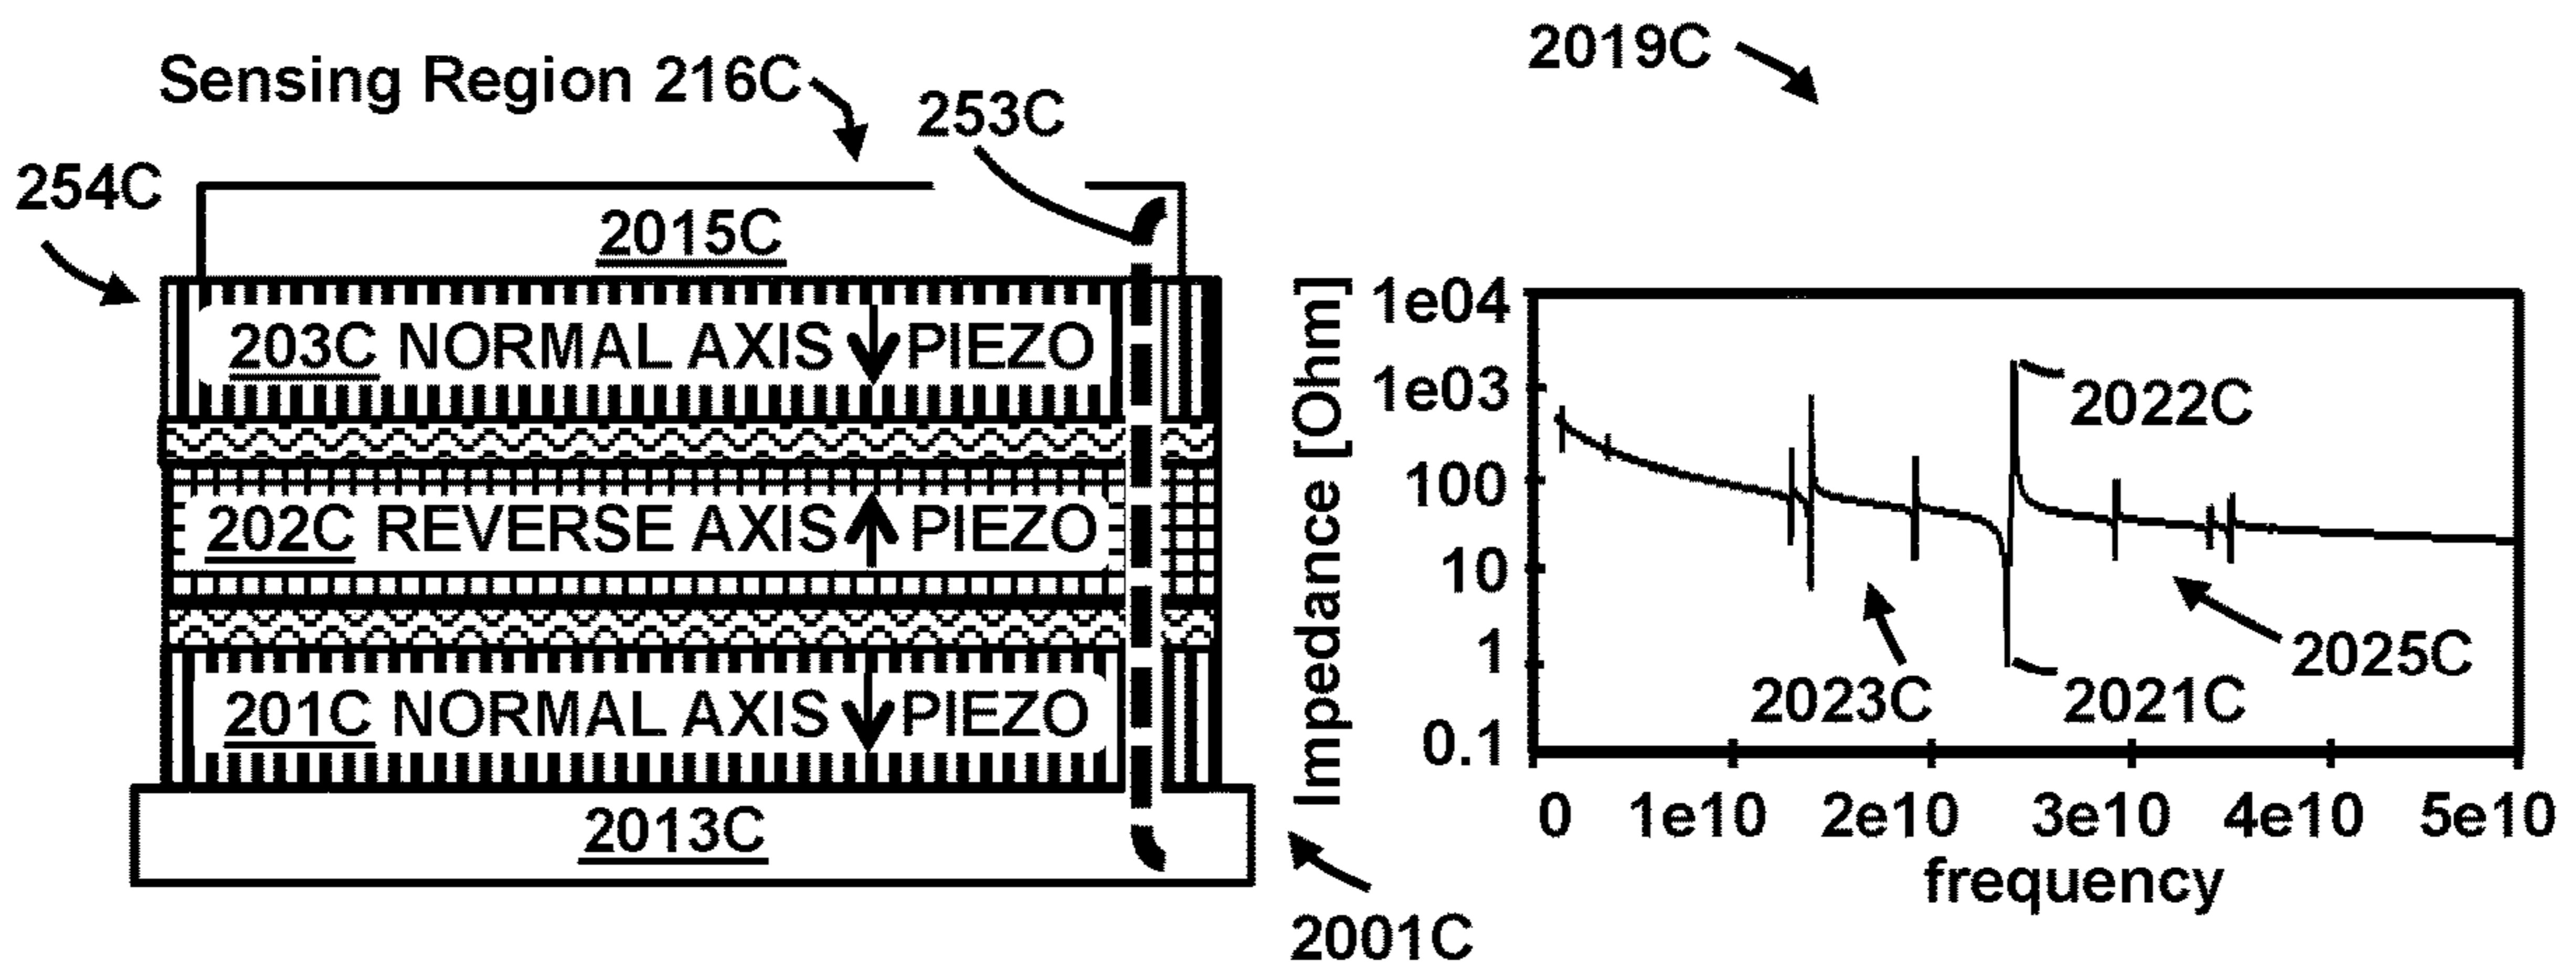 Sensing Region 216C
253C
254C
2015C
203C NORMAL AXIS ↓ PIEZO
202C REVERSE AXIS ↑ PIEZO
201C NORMAL AXIS ↓ PIEZO
2013C
2001C
2019C
Impedance [Ohm]
1e04
1e03
100
10
1
0.1
2022C
2023C
2021C
2025C
0 1e10 2e10 3e10 4e10 5e10
frequency